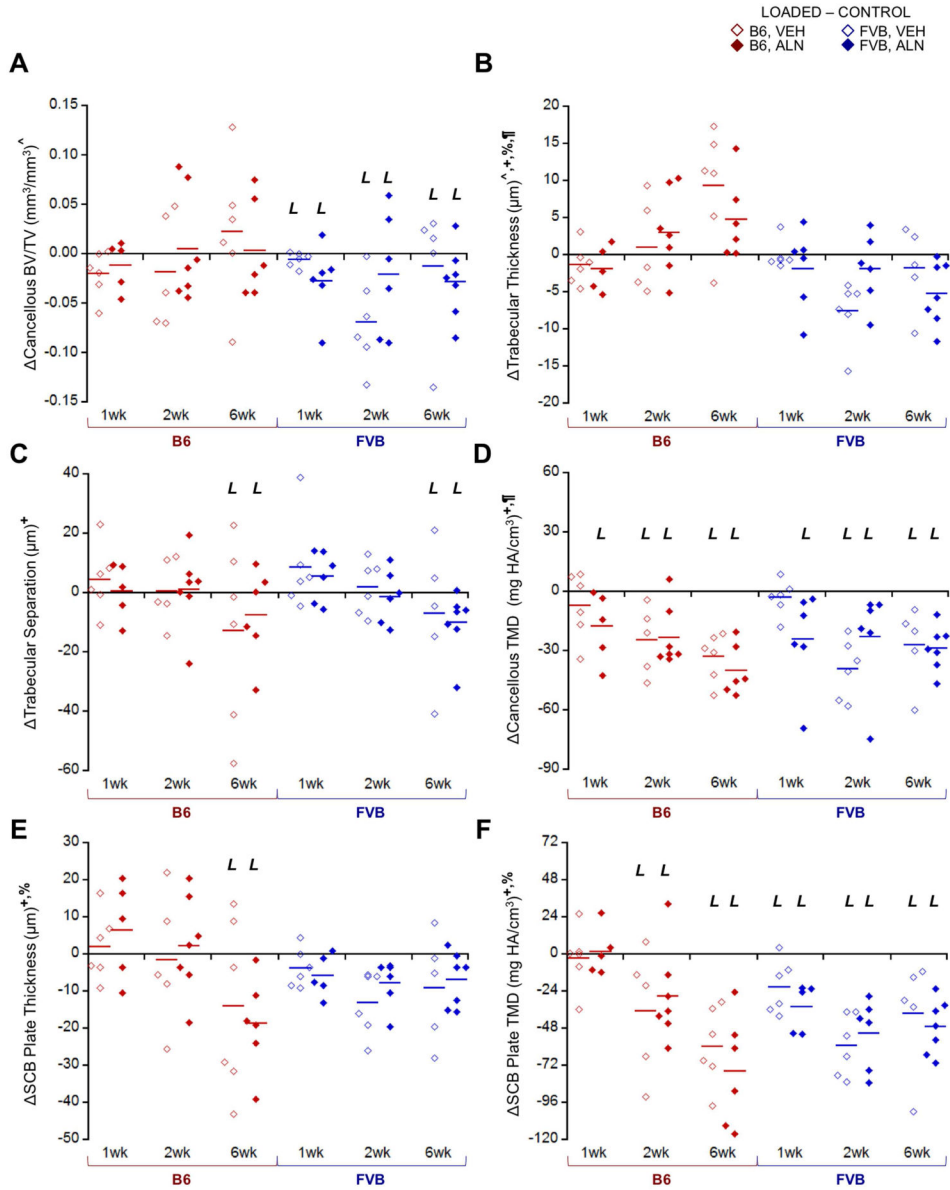 LOADED – CONTROL
B6, VEH FVB, VEH
B6, ALN FVB, ALN
A
ΔCancellous BV/TV (mm³/mm³)^
0.15
0.10
0.05
0.00
-0.05
-0.10
-0.15
L L L L L L
1wk 2wk 6wk 1wk 2wk 6wk
B6 FVB
B
ΔTrabecular Thickness (µm)^,+,%,¶
20
15
10
5
0
-5
-10
-15
-20
1wk 2wk 6wk 1wk 2wk 6wk
B6 FVB
C
ΔTrabecular Separation (µm)+
40
20
0
-20
-40
-60
L L L L
1wk 2wk 6wk 1wk 2wk 6wk
B6 FVB
D
ΔCancellous TMD (mg HA/cm³)+,¶
60
30
0
-30
-60
-90
L L L L L L L L L L
1wk 2wk 6wk 1wk 2wk 6wk
B6 FVB
E
ΔSCB Plate Thickness (µm)+,%
30
20
10
0
-10
-20
-30
-40
-50
L L
1wk 2wk 6wk 1wk 2wk 6wk
B6 FVB
F
ΔSCB Plate TMD (mg HA/cm³)+,%
72
48
24
0
-24
-48
-72
-96
-120
L L L L L L L L L L
1wk 2wk 6wk 1wk 2wk 6wk
B6 FVB